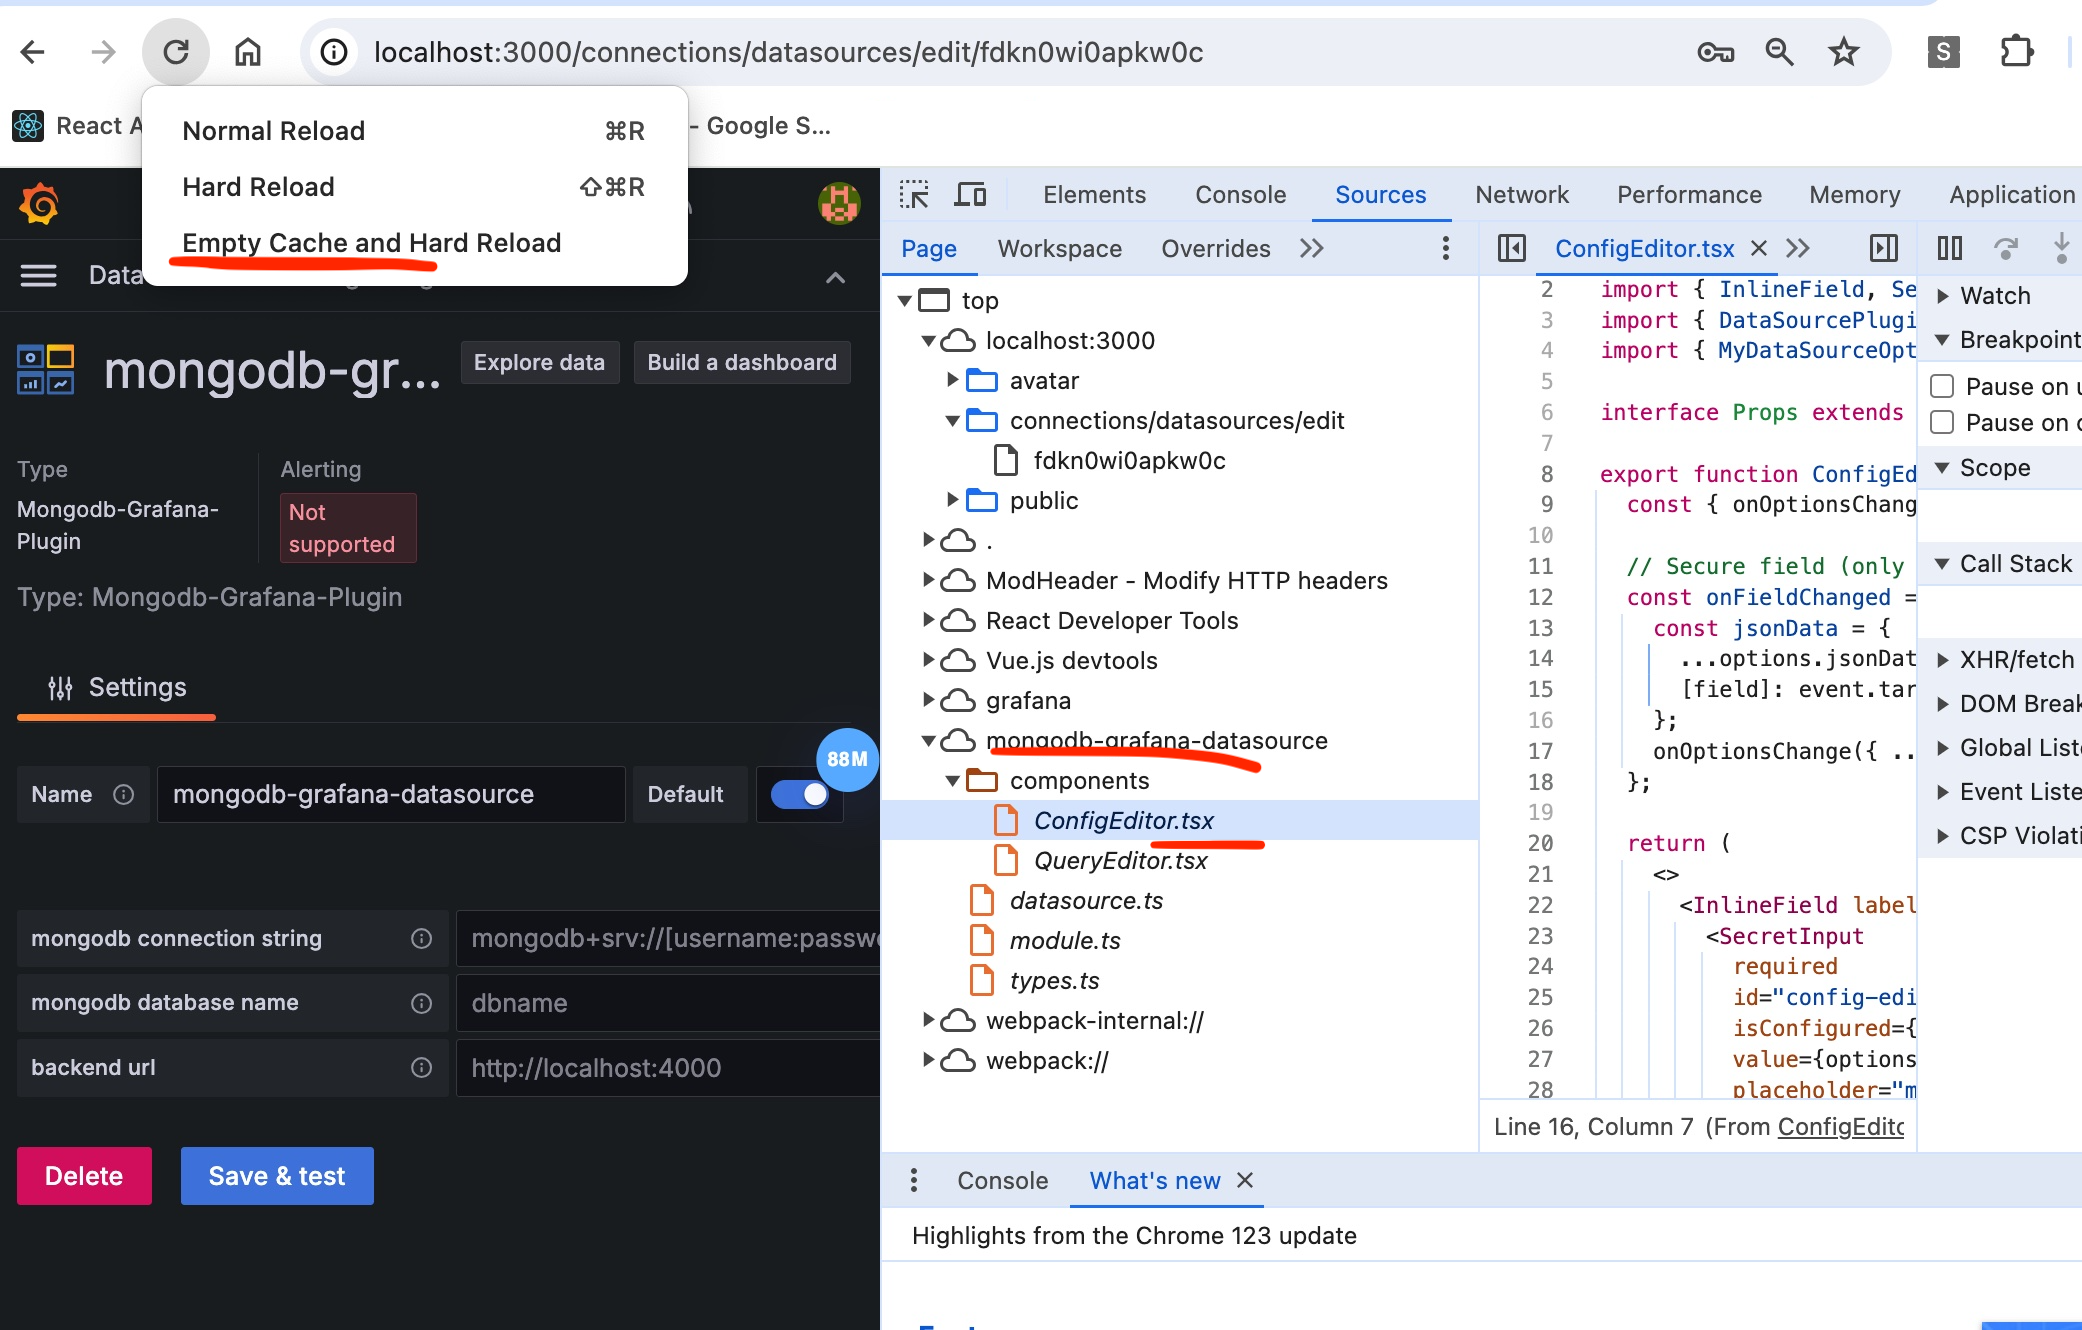 localhost:3000/connections/datasources/edit/fdkn0wi0apkw0c
S
React A
- Google S...
Normal Reload ⌘R
Hard Reload ⇧⌘R
Empty Cache and Hard Reload
Data
mongodb-gr...
Explore data
Build a dashboard
Type
Mongodb-Grafana-
Plugin
Alerting
Not
supported
Type: Mongodb-Grafana-Plugin
Settings
88M
Name
mongodb-grafana-datasource
Default
mongodb connection string
mongodb+srv://[username:passwo
mongodb database name
dbname
backend url
http://localhost:4000
Delete
Save & test
Elements Console Sources Network Performance Memory Application
Page Workspace Overrides
top
localhost:3000
avatar
connections/datasources/edit
fdkn0wi0apkw0c
public
.
ModHeader - Modify HTTP headers
React Developer Tools
Vue.js devtools
grafana
mongodb-grafana-datasource
components
ConfigEditor.tsx
QueryEditor.tsx
datasource.ts
module.ts
types.ts
webpack-internal://
webpack://
ConfigEditor.tsx
2 import { InlineField, Se
3 import { DataSourcePlugi
4 import { MyDataSourceOpt
5
6 interface Props extends
7
8 export function ConfigEd
9 const { onOptionsChang
10
11 // Secure field (only
12 const onFieldChanged =
13 const jsonData = {
14 ...options.jsonDat
15 [field]: event.tar
16 };
17 onOptionsChange({ ..
18 };
19
20 return (
21 <>
22 <InlineField label
23 <SecretInput
24 required
25 id="config-edi
26 isConfigured={
27 value={options
28 placeholder="m
Line 16, Column 7 (From ConfigEdito
Watch
Breakpoint
Pause on u
Pause on c
Scope
Call Stack
XHR/fetch
DOM Break
Global Liste
Event Liste
CSP Violati
Console
What's new
Highlights from the Chrome 123 update